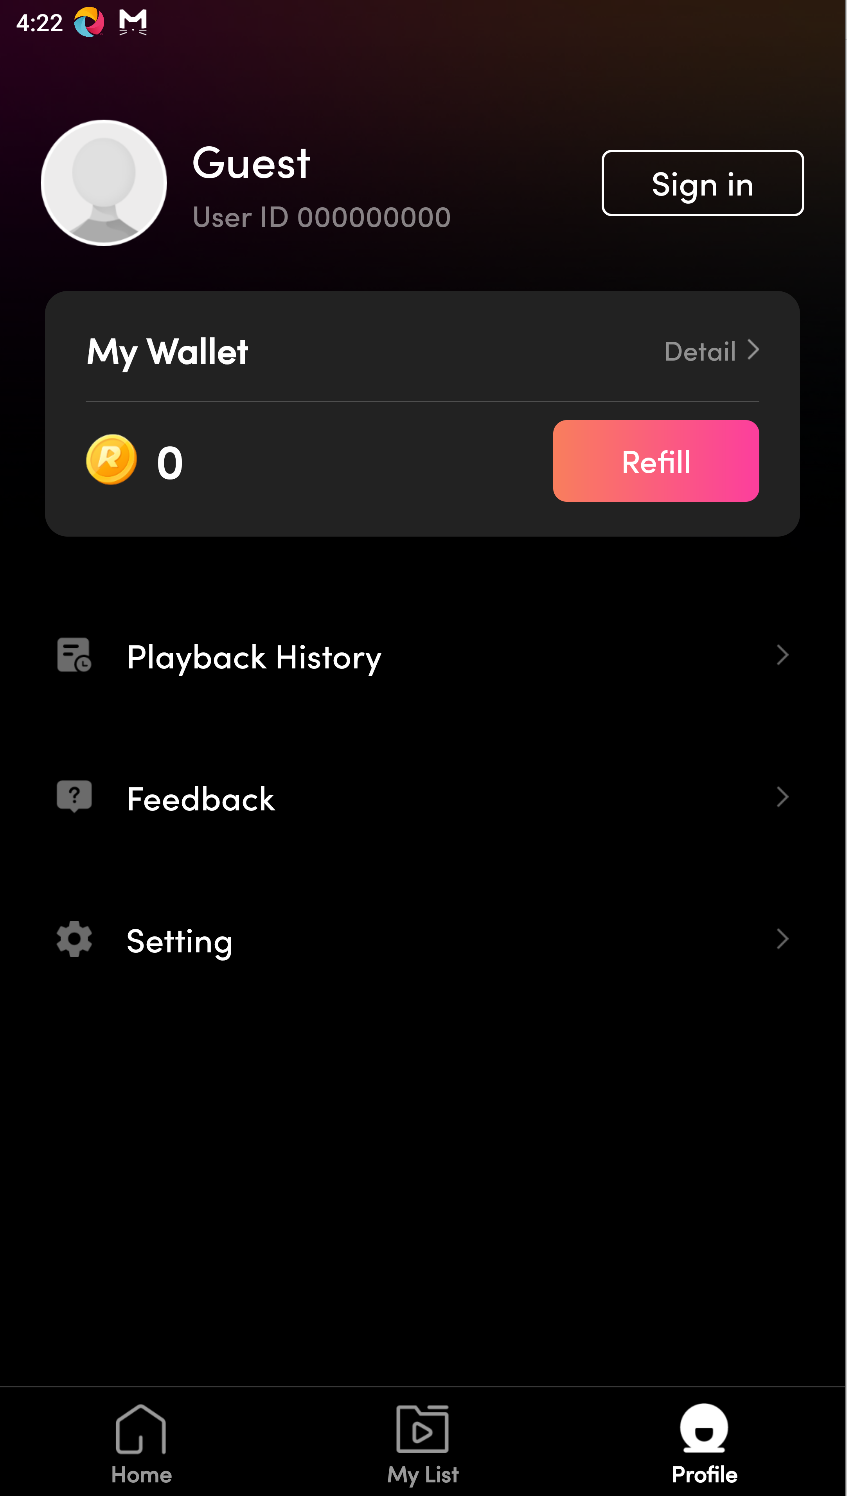 4:22
Guest
User ID 000000000
Sign in
My Wallet
Detail
0
Refill
Playback History
Feedback
Setting
Home
My List
Profile